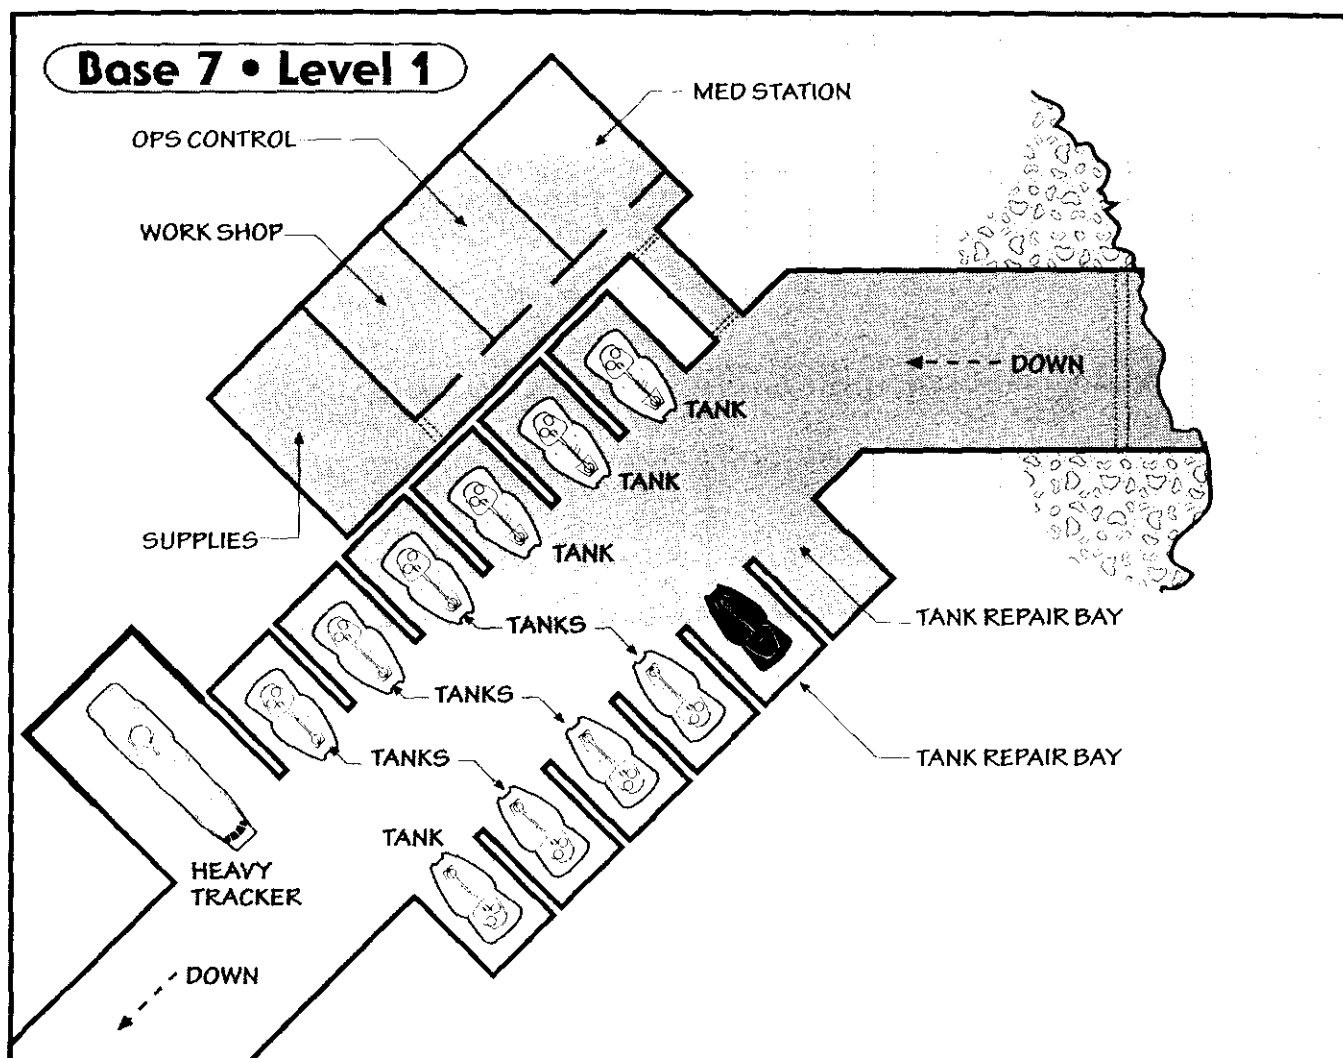 Base 7 • Level 1
MED STATION
OPS CONTROL
WORK SHOP
DOWN
TANK
TANK
SUPPLIES
TANK
TANKS
TANK REPAIR BAY
TANKS
TANKS
TANK REPAIR BAY
TANK
HEAVY
TRACKER
DOWN